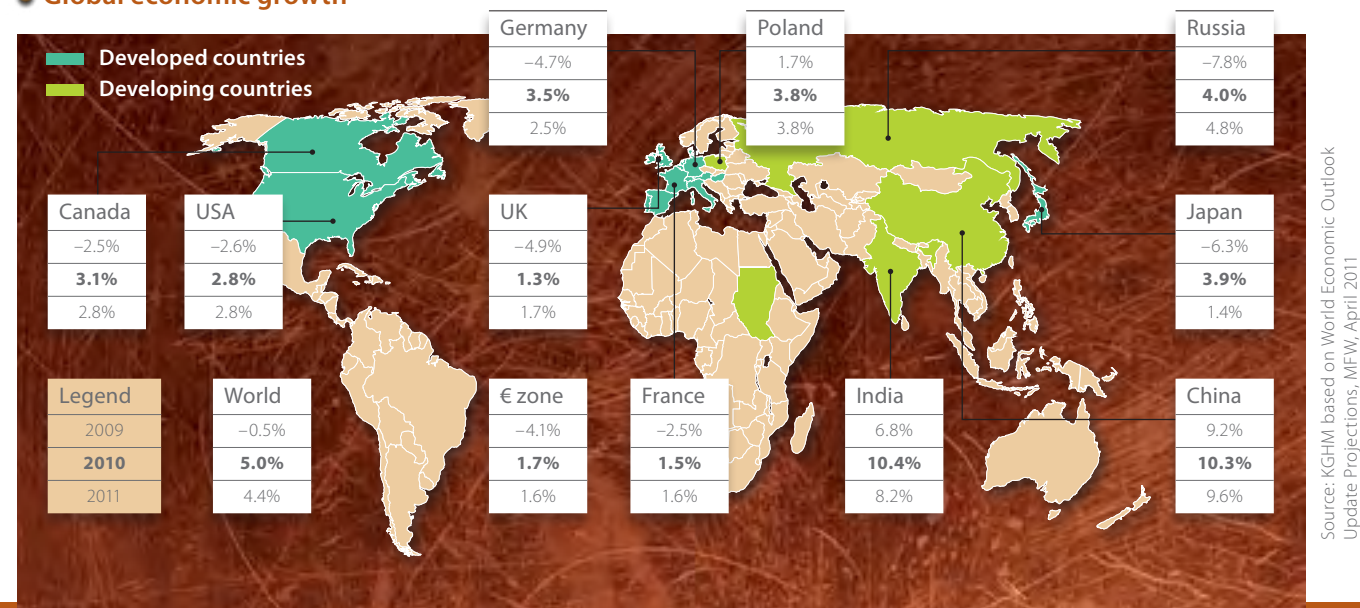 Global economic growth
Developed countries
Developing countries
Germany
–4.7%
3.5%
2.5%
Poland
1.7%
3.8%
3.8%
Russia
–7.8%
4.0%
4.8%
Canada
–2.5%
3.1%
2.8%
USA
–2.6%
2.8%
2.8%
UK
–4.9%
1.3%
1.7%
Japan
–6.3%
3.9%
1.4%
Legend
2009
2010
2011
World
–0.5%
5.0%
4.4%
€ zone
–4.1%
1.7%
1.6%
France
–2.5%
1.5%
1.6%
India
6.8%
10.4%
8.2%
China
9.2%
10.3%
9.6%
Source: KGHM based on World Economic Outlook
Update Projections, MFW, April 2011